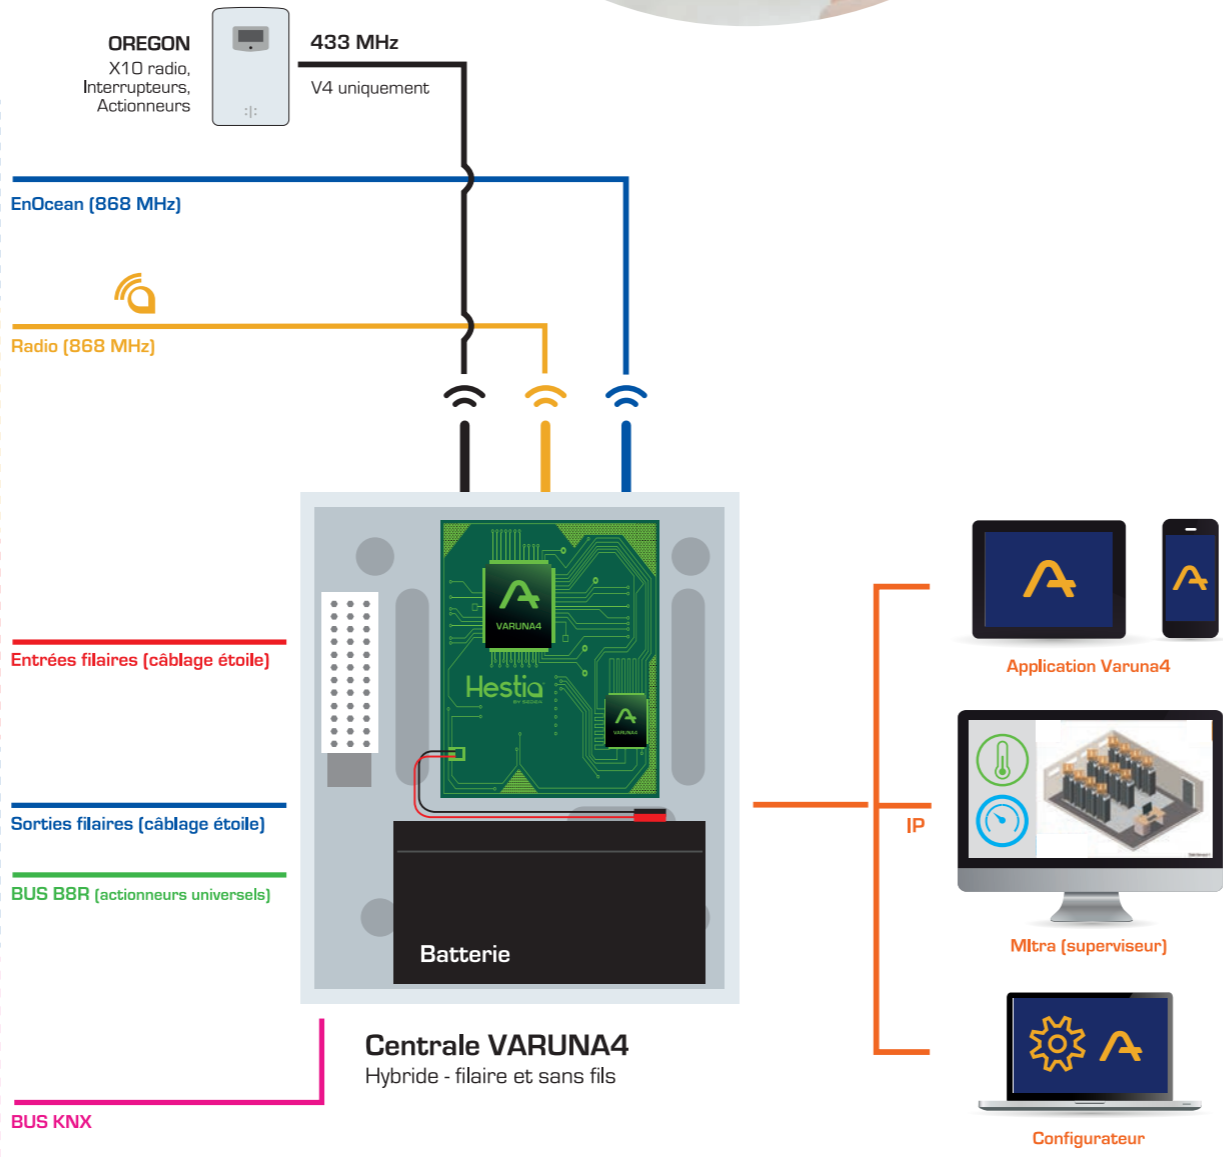 OREGON
X10 radio,
Interrupteurs,
Actionneurs
433 MHz
V4 uniquement
EnOcean (868 MHz)
Radio (868 MHz)
VARUNA4
Hestia
VARUNA4
Entrées filaires (câblage étoile)
Sorties filaires (câblage étoile)
BUS B8R (actionneurs universels)
Batterie
Centrale VARUNA4
Hybride - filaire et sans fils
BUS KNX
IP
Application Varuna4
MItra (superviseur)
Configurateur